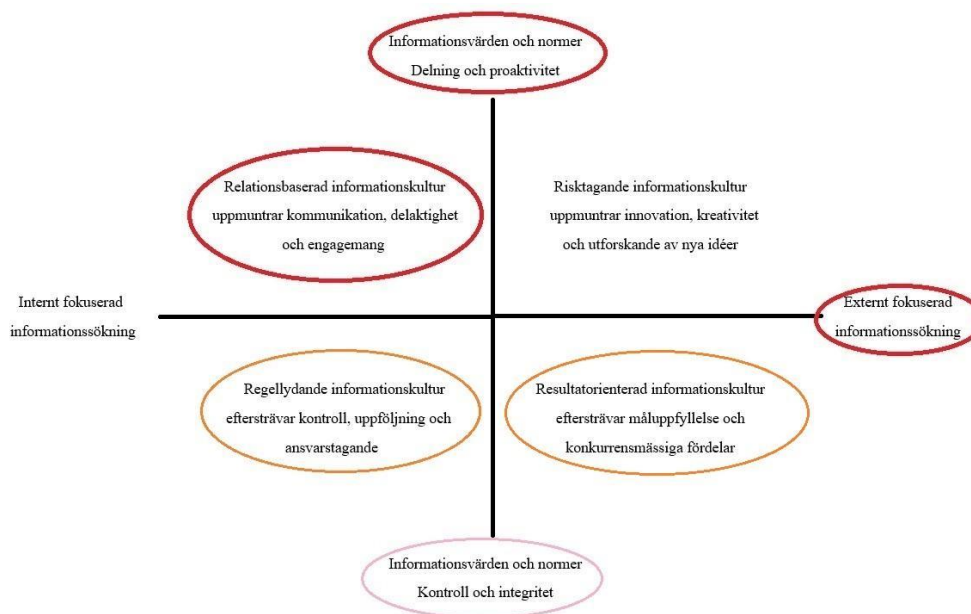 Informationsvärden och normer
Delning och proaktivitet
Relationsbaserad informationskultur
uppmuntrar kommunikation, delaktighet
och engagemang
Risktagande informationskultur
uppmuntrar innovation, kreativitet
och utforskande av nya idéer
Internt fokuserad
informationssökning
Externt fokuserad
informationssökning
Regellydande informationskultur
eftersträvar kontroll, uppföljning och
ansvarstagande
Resultatorienterad informationskultur
eftersträvar måluppfyllelse och
konkurrensmässiga fördelar
Informationsvärden och normer
Kontroll och integritet